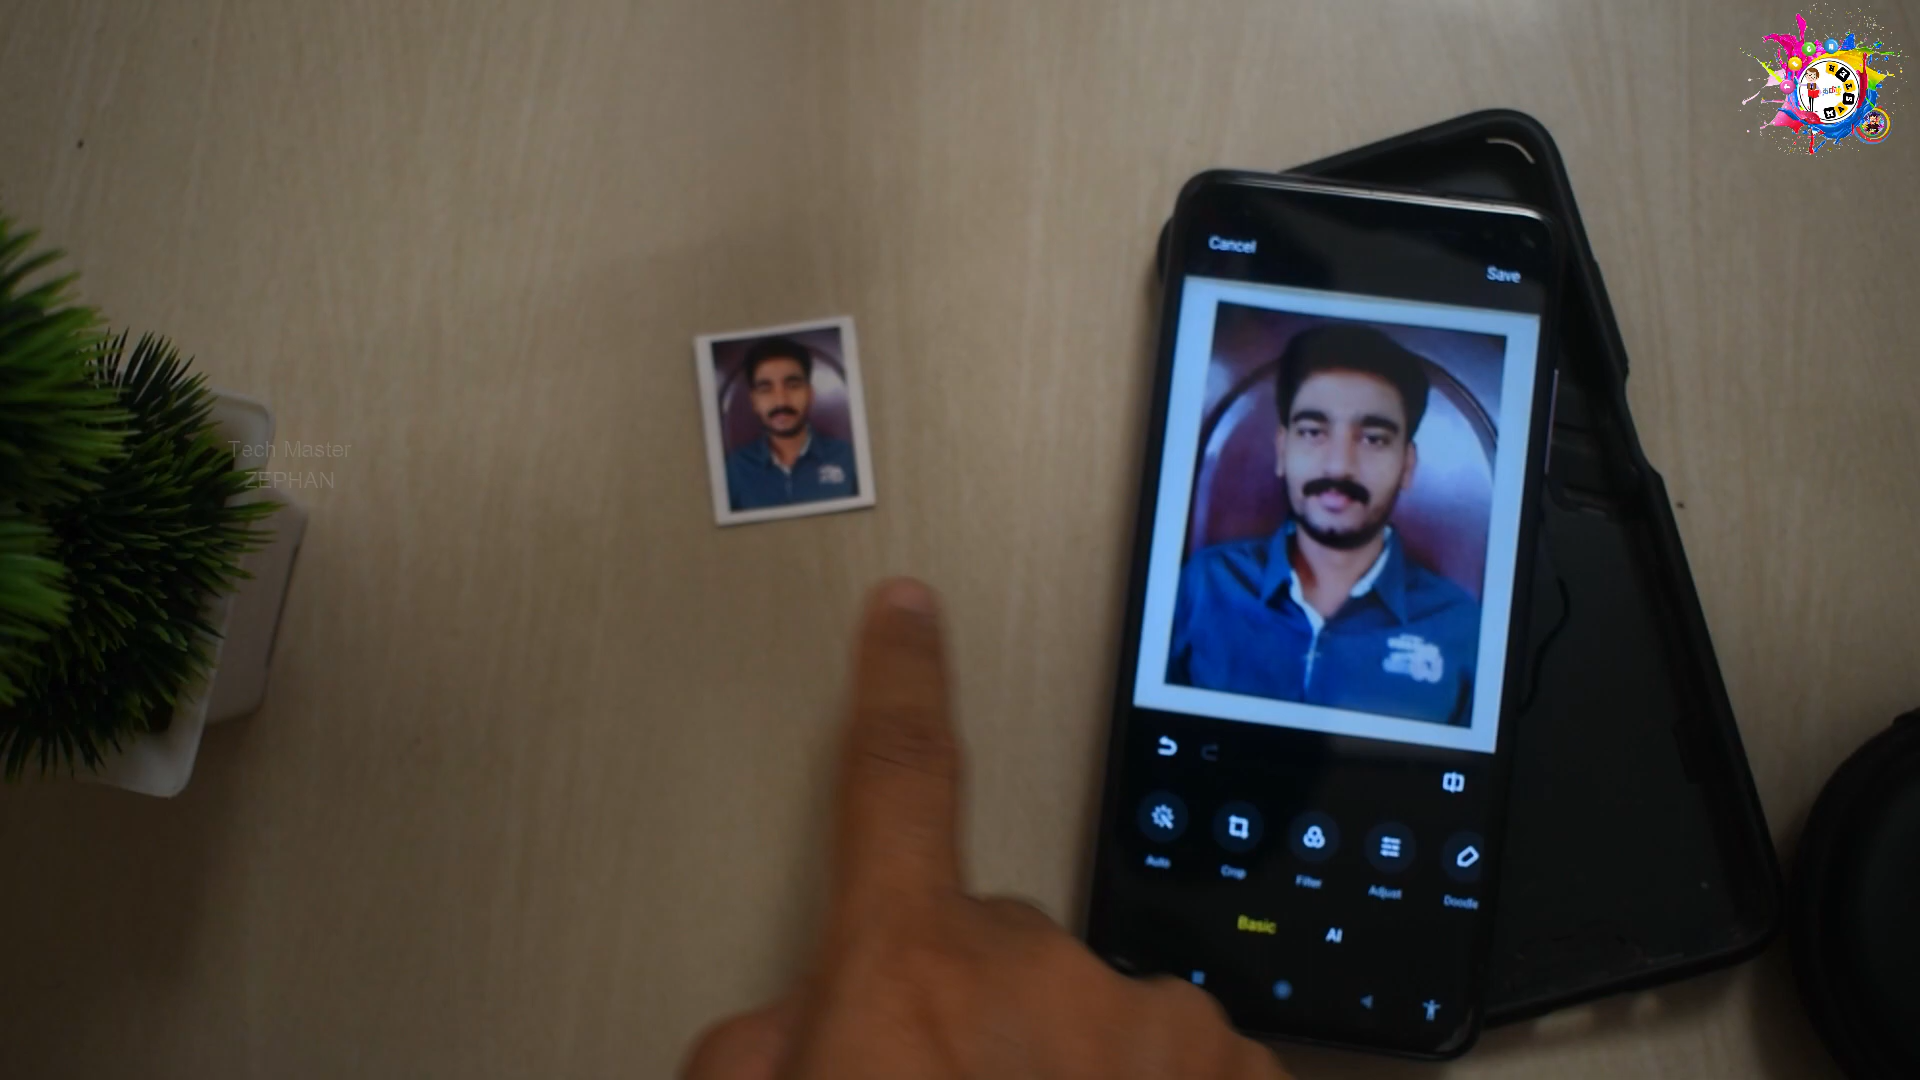 Cancel
Save
Tech Master
ZEPHAN
Auto
Crop
Filter
Adjust
Doodle
Basic
AI